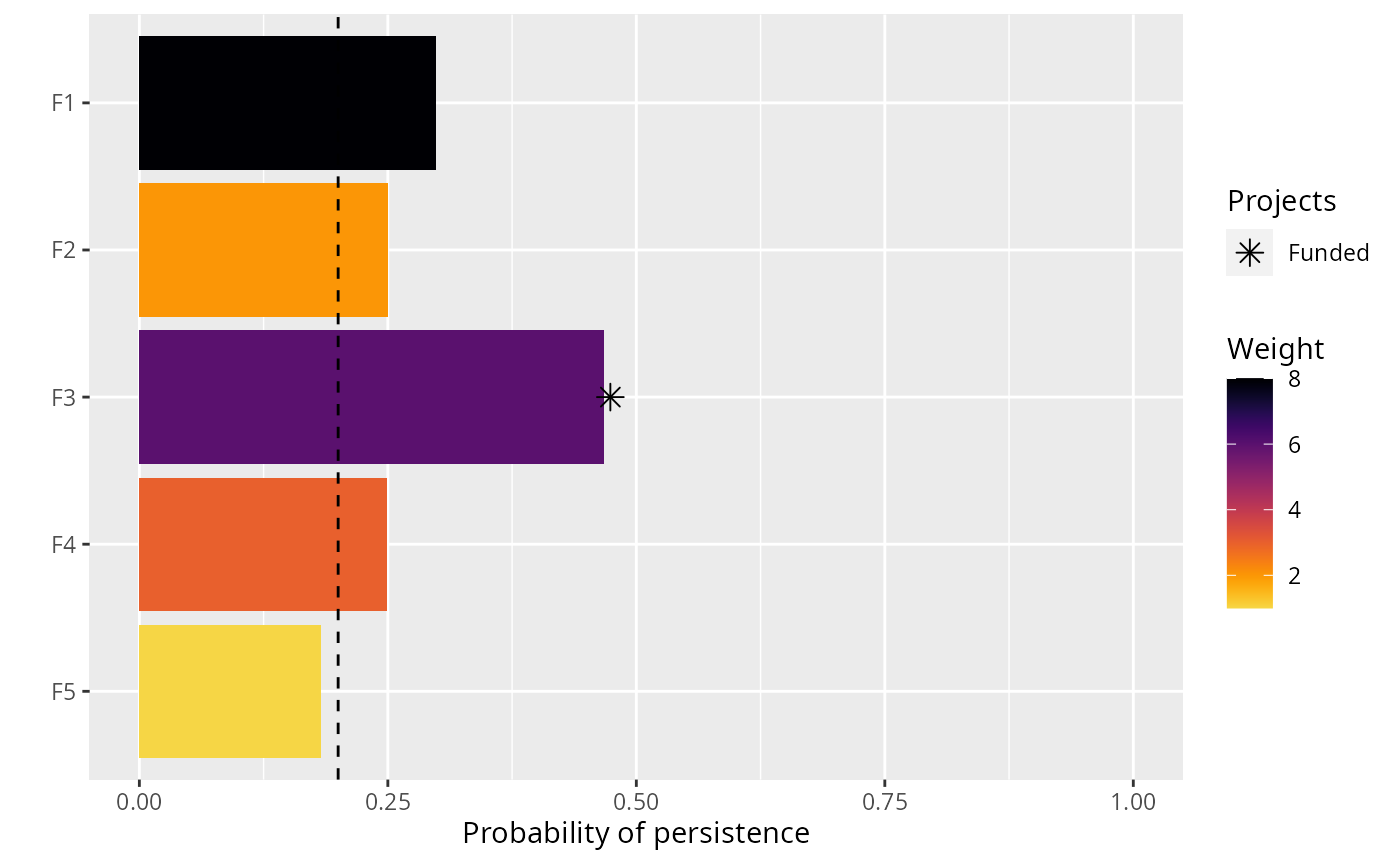 F1
F2
F3
F4
F5
0.00
0.25
0.50
0.75
1.00
Probability of persistence
Projects
Funded
Weight
8
6
4
2